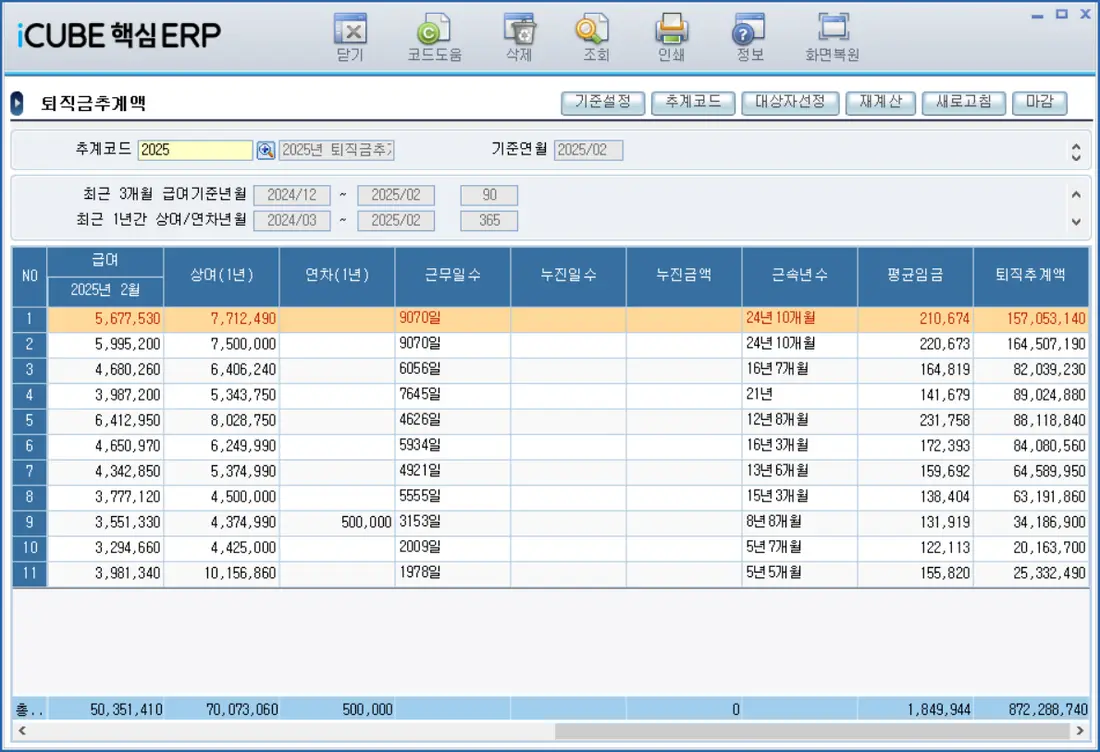 iCUBE 핵심ERP
닫기 코드도움 삭제 조회 인쇄 정보 화면복원
퇴직금추계액 기준설정 추계코드 대상자선정 재계산 새로고침 마감
추계코드 2025 2025년 퇴직금추 기준연월 2025/02
최근 3개월 급여기준년월 2024/12 ~ 2025/02 90
최근 1년간 상여/연차년월 2024/03 ~ 2025/02 365
NO 급여 상여(1년) 연차(1년) 근무일수 누진일수 누진금액 근속년수 평균임금 퇴직추계액
2025년 2월
1 5,677,530 7,712,490 9070일 24년 10개월 210,674 157,053,140
2 5,995,200 7,500,000 9070일 24년 10개월 220,673 164,507,190
3 4,680,260 6,406,240 6056일 16년 7개월 164,819 82,039,230
4 3,987,200 5,343,750 7645일 21년 141,679 89,024,880
5 6,412,950 8,028,750 4626일 12년 8개월 231,758 88,118,840
6 4,650,970 6,249,990 5934일 16년 3개월 172,393 84,080,560
7 4,342,850 5,374,990 4921일 13년 6개월 159,692 64,589,950
8 3,777,120 4,500,000 5555일 15년 3개월 138,404 63,191,860
9 3,551,330 4,374,990 500,000 3153일 8년 8개월 131,919 34,186,900
10 3,294,660 4,425,000 2009일 5년 7개월 122,113 20,163,700
11 3,981,340 10,156,860 1978일 5년 5개월 155,820 25,332,490
총.. 50,351,410 70,073,060 500,000 0 1,849,944 872,288,740